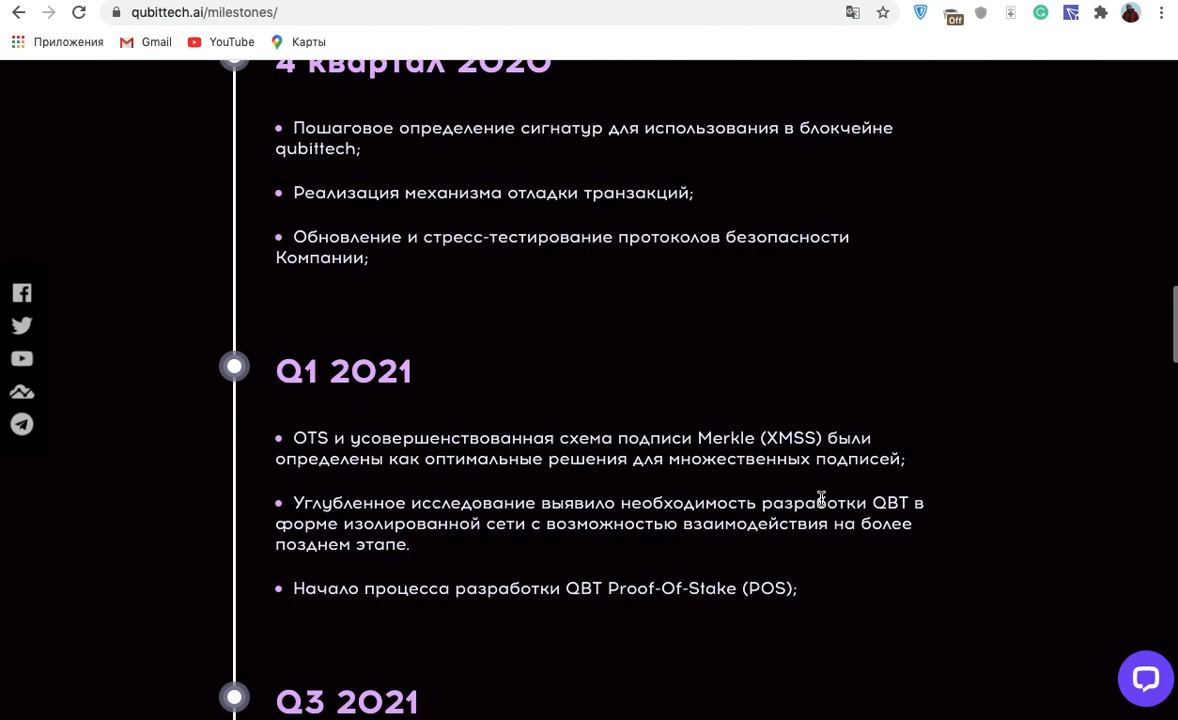 qubittech.ai/milestones/
Off
Приложения
Gmail
YouTube
Карты
4 квартал 2020
Пошаговое определение сигнатур для использования в блокчейне
qubittech;
Реализация механизма отладки транзакций;
Обновление и стресс-тестирование протоколов безопасности
Компании;
Q1 2021
OTS и усовершенствованная схема подписи Merkle (XMSS) были
определены как оптимальные решения для множественных подписей;
Углубленное исследование выявило необходимость разработки QBT в
форме изолированной сети с возможностью взаимодействия на более
позднем этапе.
Начало процесса разработки QBT Proof-Of-Stake (POS);
Q3 2021